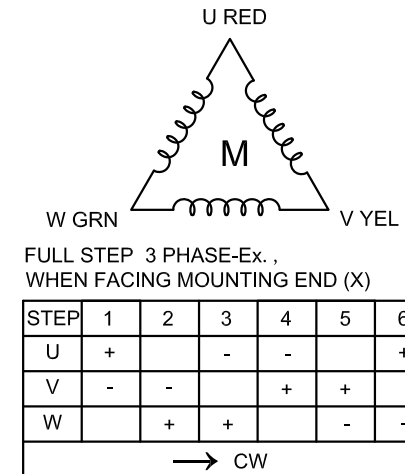 U RED
M
W GRN
V YEL
FULL STEP 3 PHASE-Ex. ,
WHEN FACING MOUNTING END (X)
STEP 1 2 3 4 5 6
U + - - +
V - - + +
W + + - -
→ CW